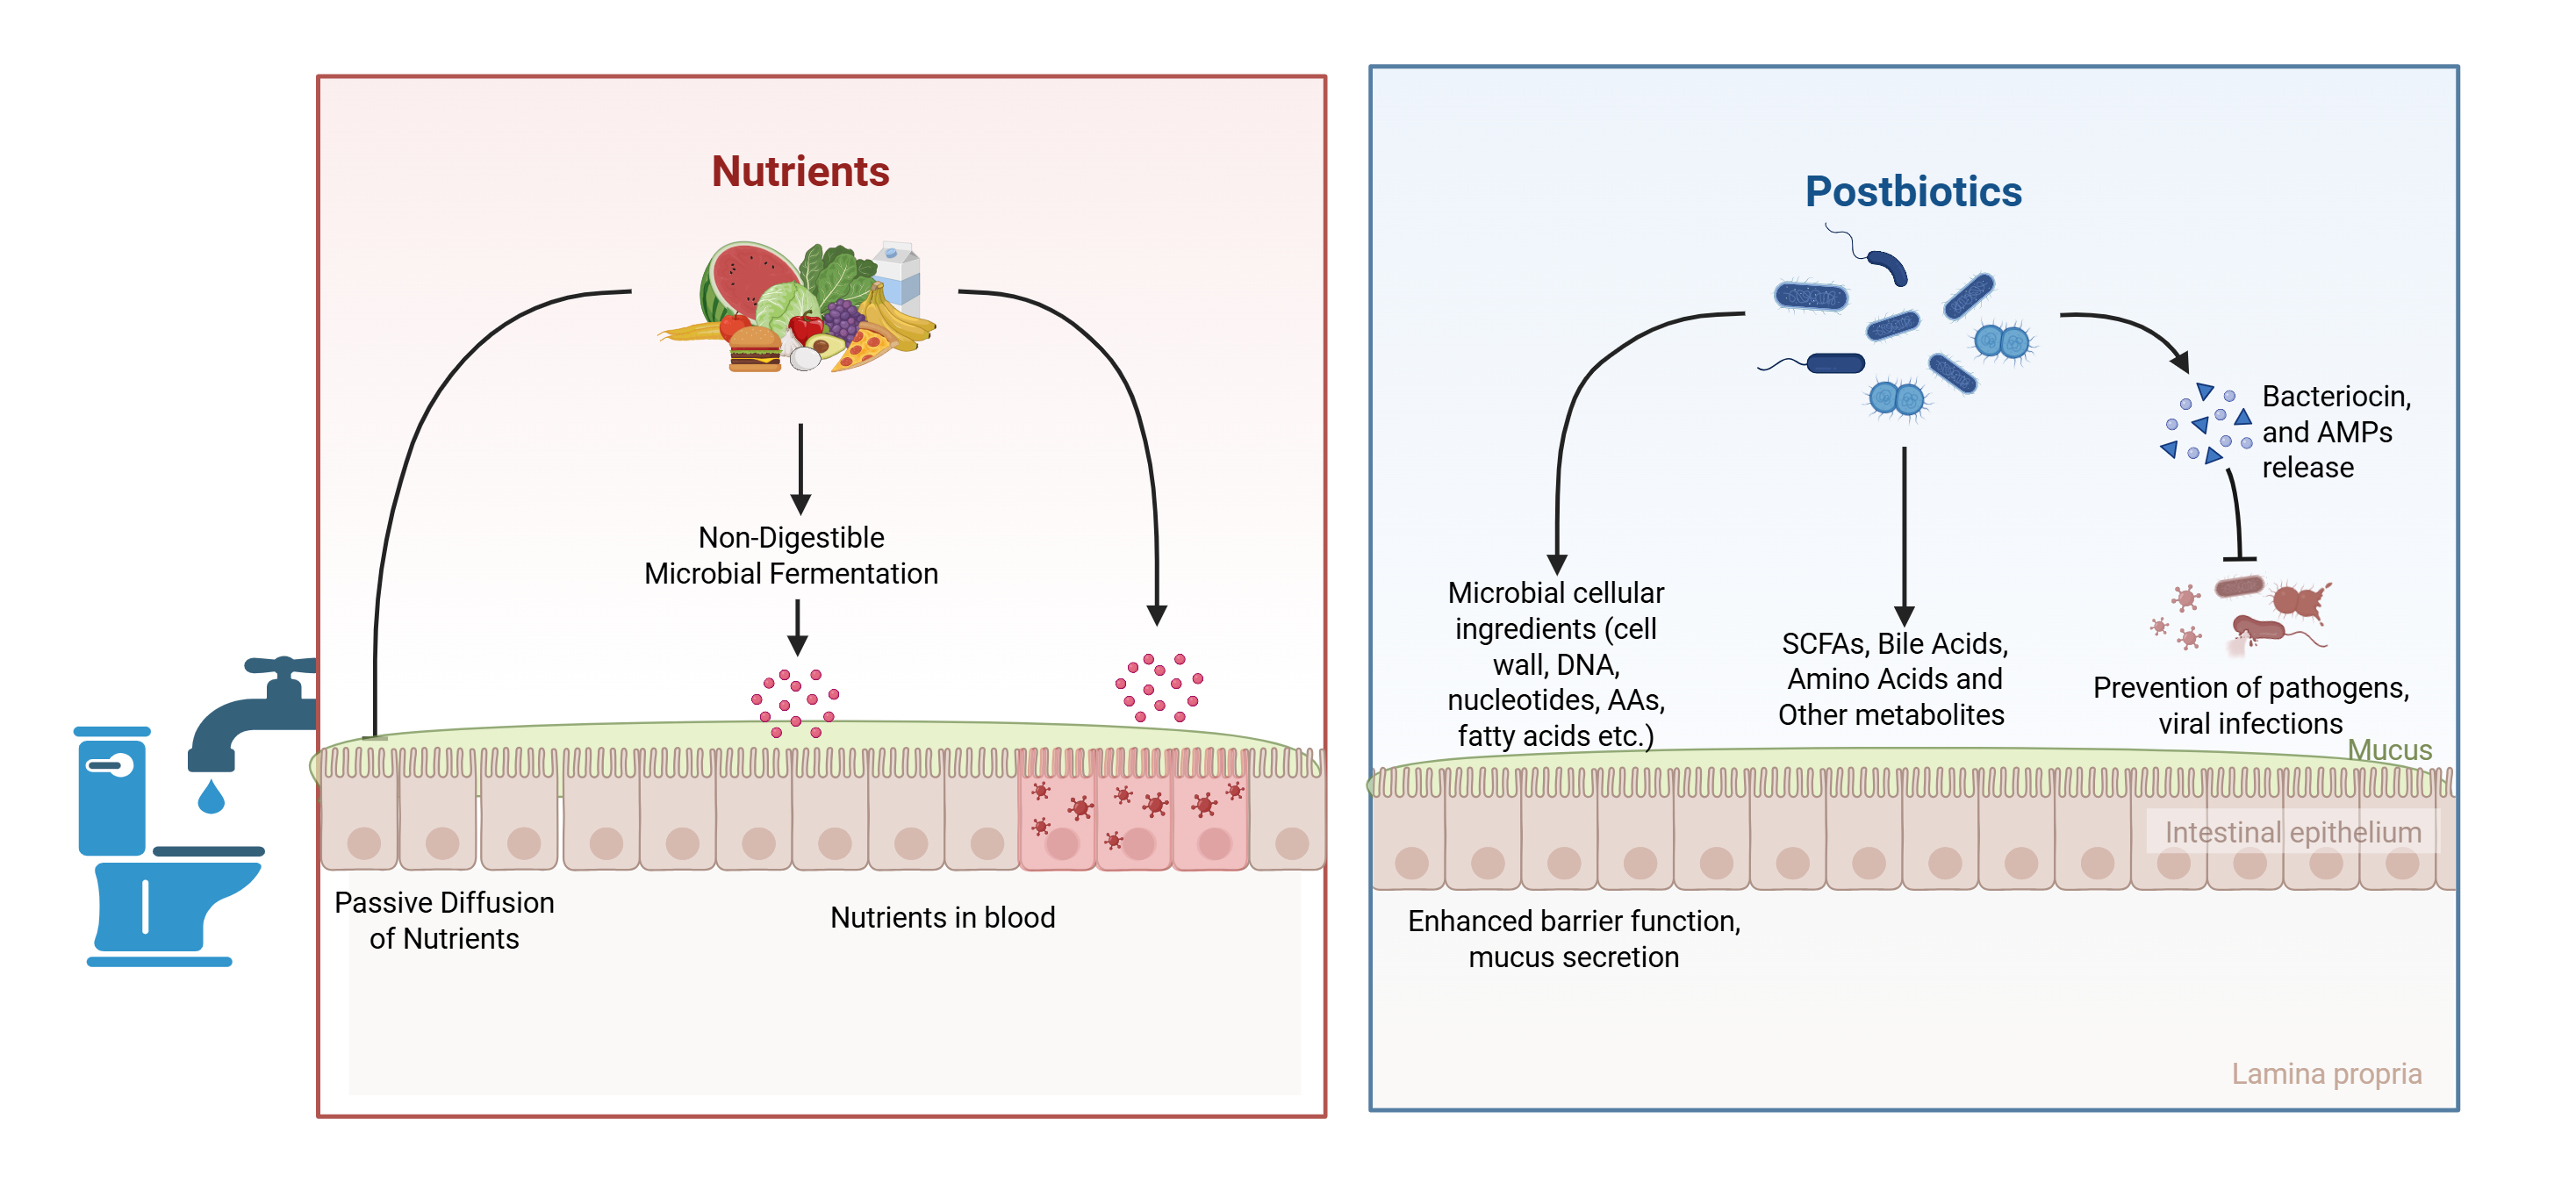 Nutrients
Non-Digestible
Microbial Fermentation
Passive Diffusion
of Nutrients
Nutrients in blood
Postbiotics
Bacteriocin,
and AMPs
release
Microbial cellular
ingredients (cell
wall, DNA,
nucleotides, AAs,
fatty acids etc.)
SCFAs, Bile Acids,
Amino Acids and
Other metabolites
Prevention of pathogens,
viral infections
Mucus
Intestinal epithelium
Enhanced barrier function,
mucus secretion
Lamina propria